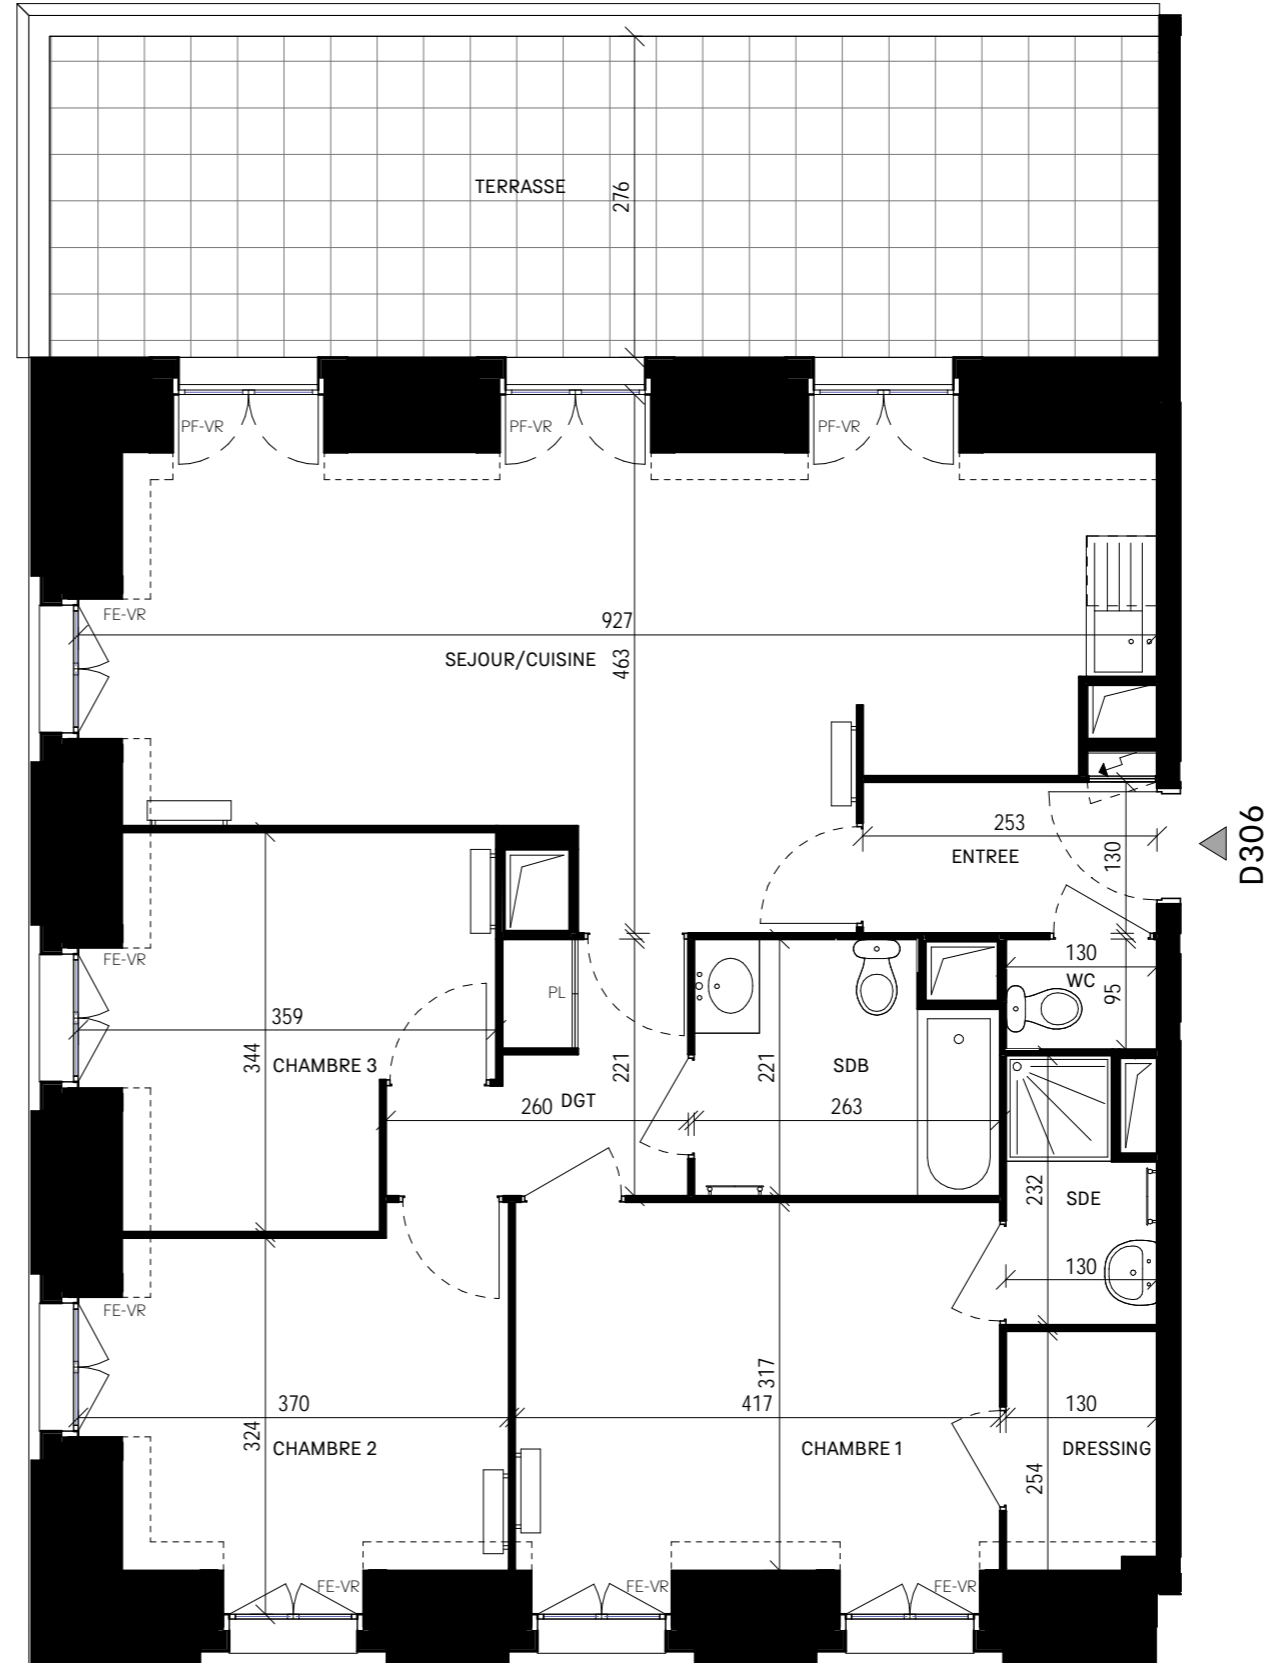 TERRASSE
276
PF-VR
PF-VR
PF-VR
FE-VR
927
SEJOUR/CUISINE
463
253
ENTREE
130
D306
FE-VR
PL
130
WC
95
359
344
CHAMBRE 3
221
221
SDB
260
DGT
263
232
SDE
130
FE-VR
370
324
CHAMBRE 2
317
417
CHAMBRE 1
130
DRESSING
254
FE-VR
FE-VR
FE-VR